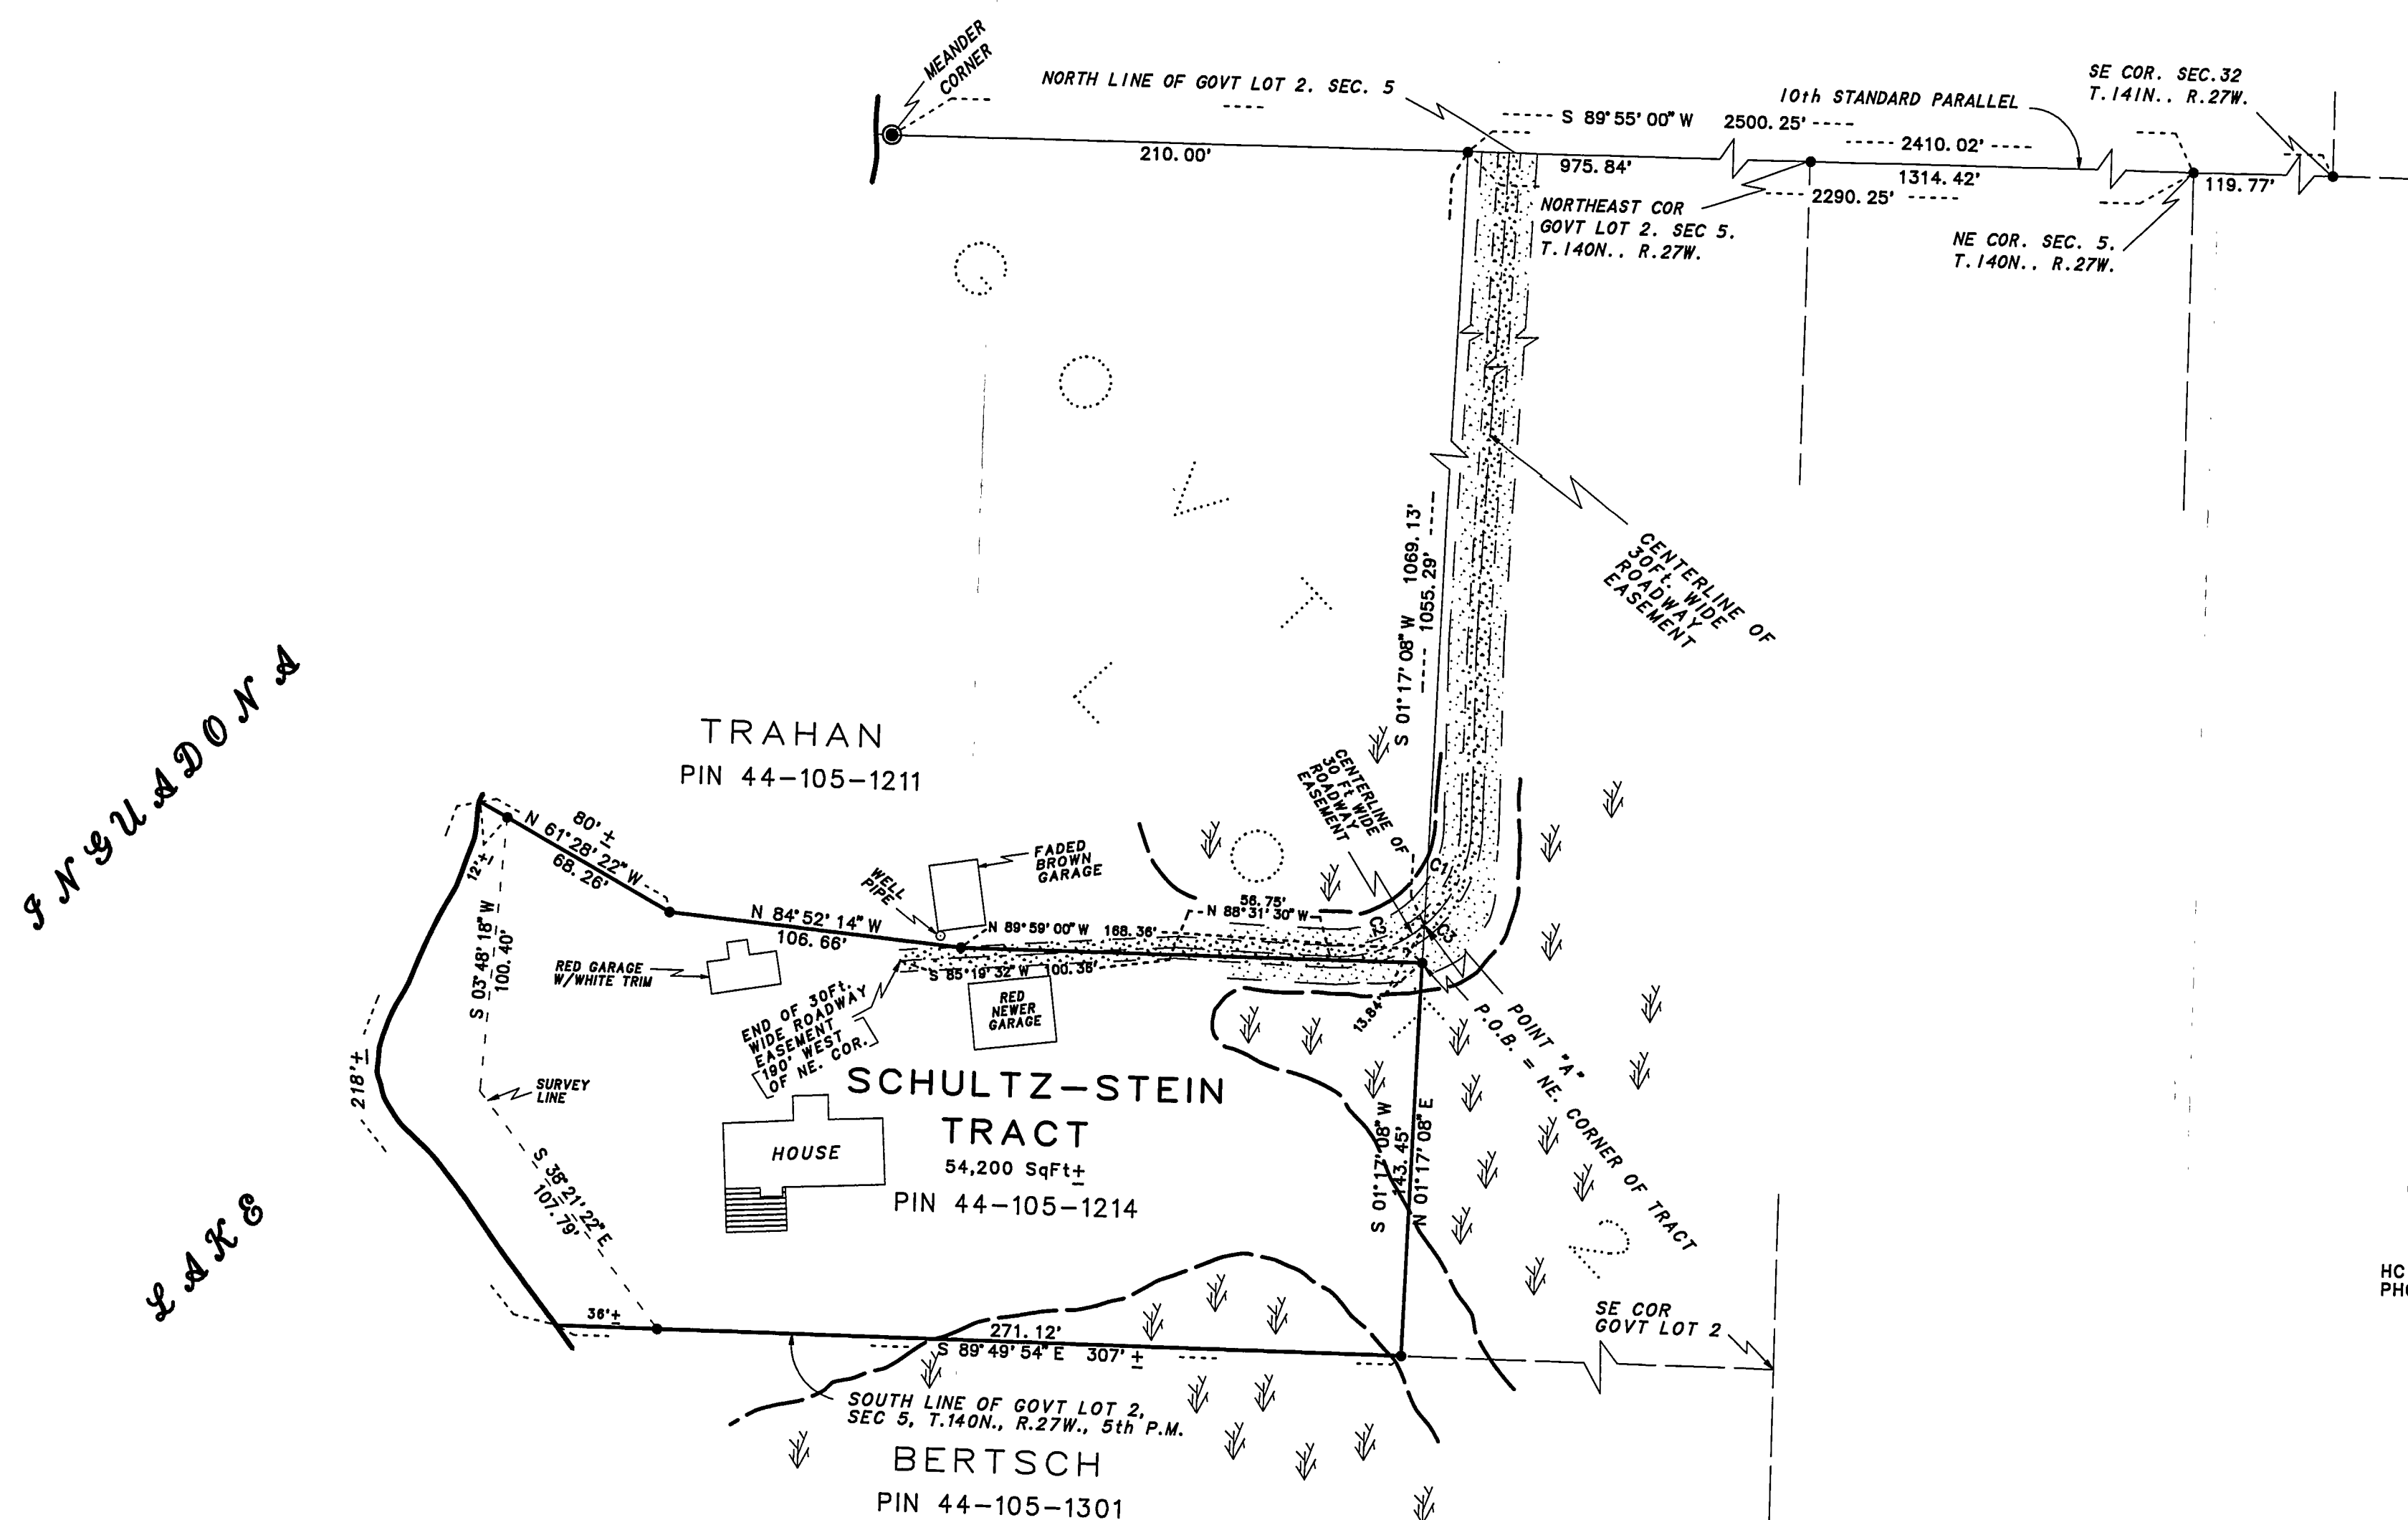 MEANDER
CORNER
NORTH LINE OF GOVT LOT 2. SEC. 5
SE COR. SEC.32
T.141N.. R.27W.
10th STANDARD PARALLEL
S 89°55'00" W 2500.25'
2410.02'
210.00'
975.84'
1314.42'
119.77'
2290.25'
NORTHEAST COR
GOVT LOT 2. SEC 5.
T.140N.. R.27W.
NE COR. SEC. 5.
T.140N.. R.27W.
GOVT LOT 2
CENTERLINE OF
30Ft. WIDE
ROADWAY
EASEMENT
S 01°17'08" W 1069.13'
1055.29'
INGUADONA
LAKE
TRAHAN
PIN 44-105-1211
CENTERLINE OF
30 Ft WIDE
ROADWAY
EASEMENT
80'±
N 61°28'22" W
68.26'
12'±
FADED
BROWN
GARAGE
WELL
PIPE
C1
C2
C3
56.75'
N 88°31'30" W
N 84°52'14" W
106.66'
N 89°59'00" W 168.36'
S 85°19'32" W 100.36'
RED GARAGE
W/WHITE TRIM
S 03°48'18" W
100.40'
END OF 30Ft.
WIDE ROADWAY
EASEMENT
190' WEST
OF NE. COR.
RED
NEWER
GARAGE
13.84'
POINT "A"
P.O.B. = NE. CORNER OF TRACT
218'±
SURVEY
LINE
SCHULTZ-STEIN
TRACT
54,200 SqFt±
PIN 44-105-1214
HOUSE
S 01°17'08" W
143.45'
N 01°17'08" E
S 38°21'22" E
107.79'
36'±
271.12'
S 89°49'54" E 307'±
SE COR
GOVT LOT 2
HC
SOUTH LINE OF GOVT LOT 2,
SEC 5, T.140N., R.27W., 5th P.M.
BERTSCH
PIN 44-105-1301